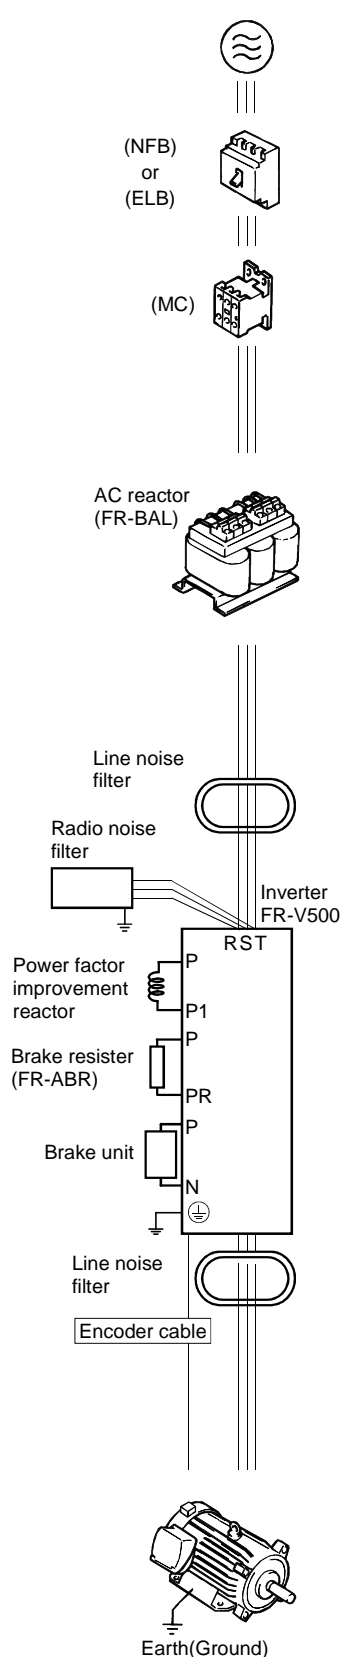 (NFB)
or
(ELB)
(MC)
AC reactor
(FR-BAL)
Line noise
filter
Radio noise
filter
Inverter
FR-V500
R S T
Power factor
improvement
reactor
P
P1
Brake resister
(FR-ABR)
P
PR
Brake unit
P
N
Line noise
filter
Encoder cable
Earth(Ground)